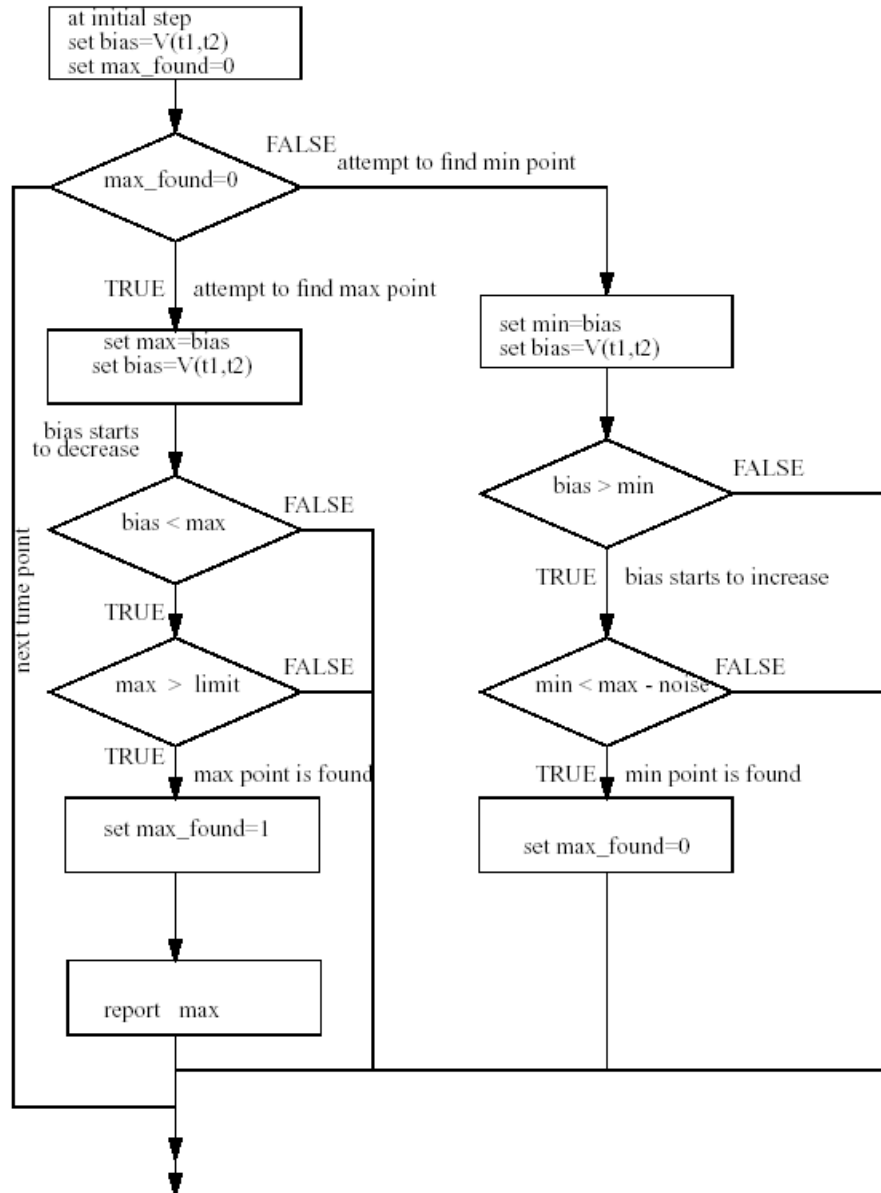 at initial step
set bias=V(t1,t2)
set max_found=0
FALSE
attempt to find min point
max_found=0
TRUE
attempt to find max point
set max=bias
set bias=V(t1,t2)
set min=bias
set bias=V(t1,t2)
bias starts
to decrease
bias < max
FALSE
bias > min
FALSE
next time point
TRUE
TRUE
bias starts to increase
max > limit
FALSE
min < max - noise
FALSE
TRUE
max point is found
TRUE
min point is found
set max_found=1
set max_found=0
report max